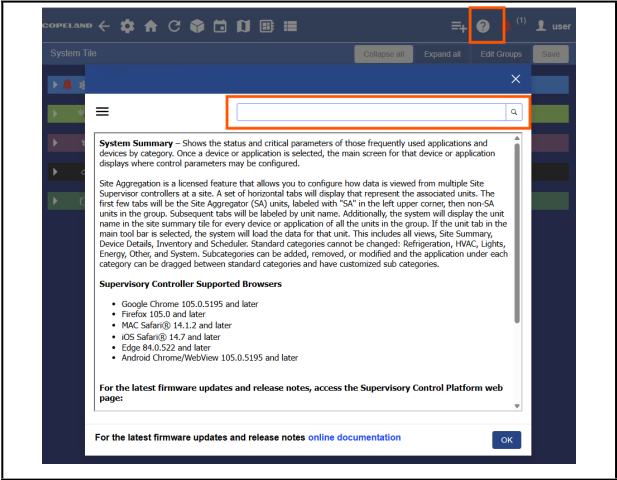 COPELAND (1) user
System Tile Collapse all Expand all Edit Groups Save
System Summary – Shows the status and critical parameters of those frequently used applications and
devices by category. Once a device or application is selected, the main screen for that device or application
displays where control parameters may be configured.
Site Aggregation is a licensed feature that allows you to configure how data is viewed from multiple Site
Supervisor controllers at a site. A set of horizontal tabs will display that represent the associated units. The
first few tabs will be the Site Aggregator (SA) units, labeled with "SA" in the left upper corner, then non-SA
units in the group. Subsequent tabs will be labeled by unit name. Additionally, the system will display the unit
name in the site summary tile for every device or application of all the units in the group. If the unit tab in the
main tool bar is selected, the system will load the data for that unit. This includes all views, Site Summary,
Device Details, Inventory and Scheduler. Standard categories cannot be changed: Refrigeration, HVAC, Lights,
Energy, Other, and System. Subcategories can be added, removed, or modified and the application under each
category can be dragged between standard categories and have customized sub categories.
Supervisory Controller Supported Browsers
• Google Chrome 105.0.5195 and later
• Firefox 105.0 and later
• MAC Safari® 14.1.2 and later
• iOS Safari® 14.7 and later
• Edge 84.0.522 and later
• Android Chrome/WebView 105.0.5195 and later
For the latest firmware updates and release notes, access the Supervisory Control Platform web
page:
For the latest firmware updates and release notes online documentation
OK